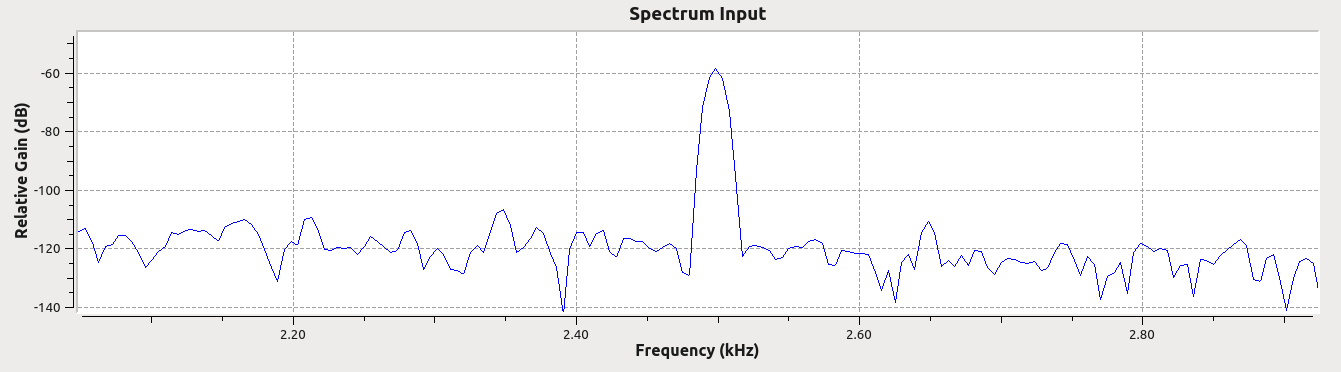 Spectrum Input
Relative Gain (dB)
-60
-80
-100
-120
-140
2.20 2.40 2.60 2.80
Frequency (kHz)